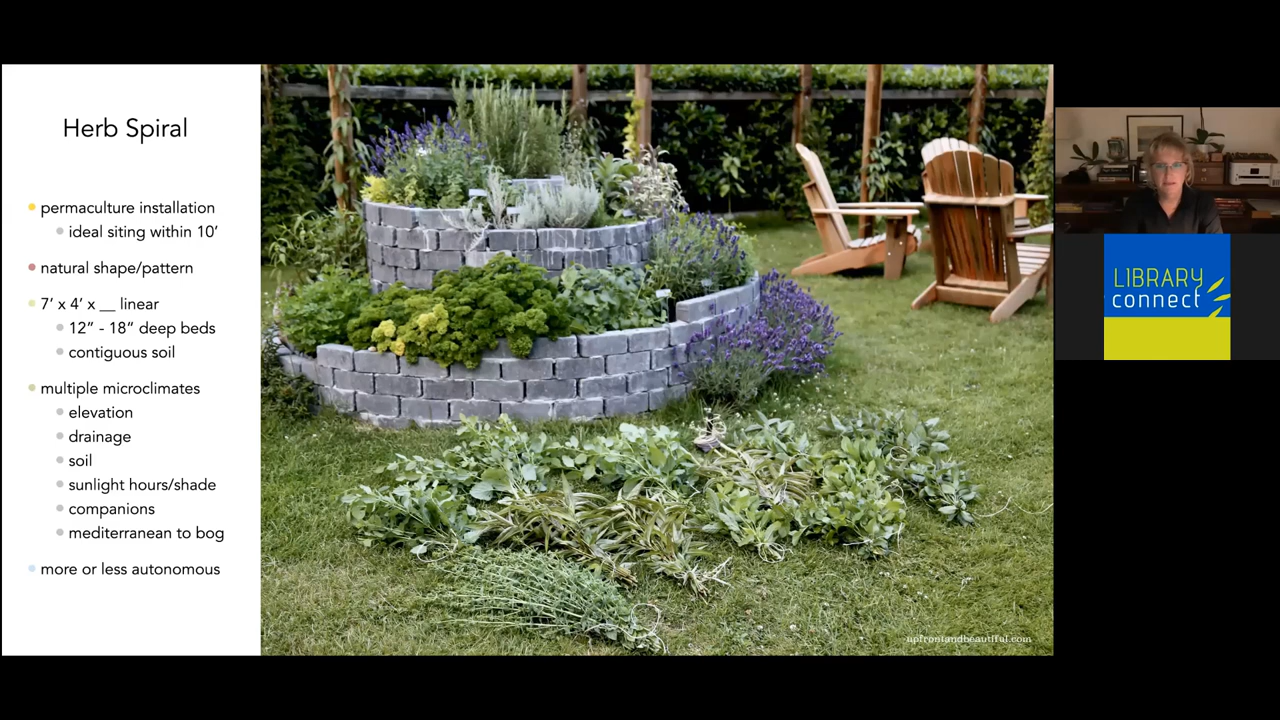 Herb Spiral
permaculture installation
ideal siting within 10’
natural shape/pattern
7’ x 4’ x __ linear
12” - 18” deep beds
contiguous soil
multiple microclimates
elevation
drainage
soil
sunlight hours/shade
companions
mediterranean to bog
more or less autonomous
upfrontandbeautiful.com
LIBRARY
connect